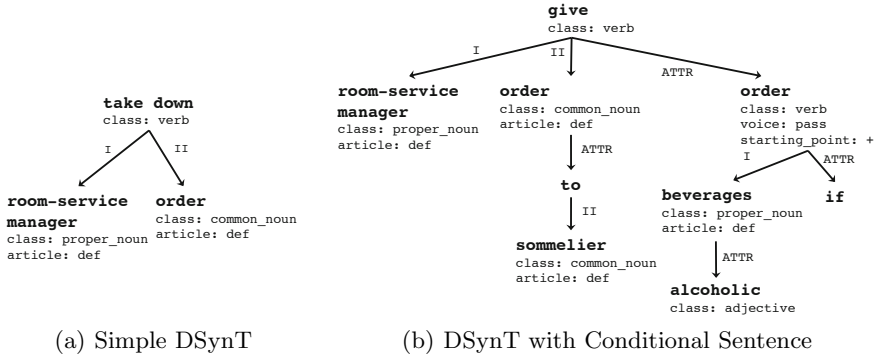 take down
class: verb
I
II
room-service
manager
class: proper_noun
article: def
order
class: common_noun
article: def
(a) Simple DSynT
give
class: verb
I
II
ATTR
room-service
manager
class: proper_noun
article: def
order
class: common_noun
article: def
ATTR
to
II
sommelier
class: common_noun
article: def
order
class: verb
voice: pass
starting_point: +
I
ATTR
beverages
class: proper_noun
article: def
if
ATTR
alcoholic
class: adjective
(b) DSynT with Conditional Sentence